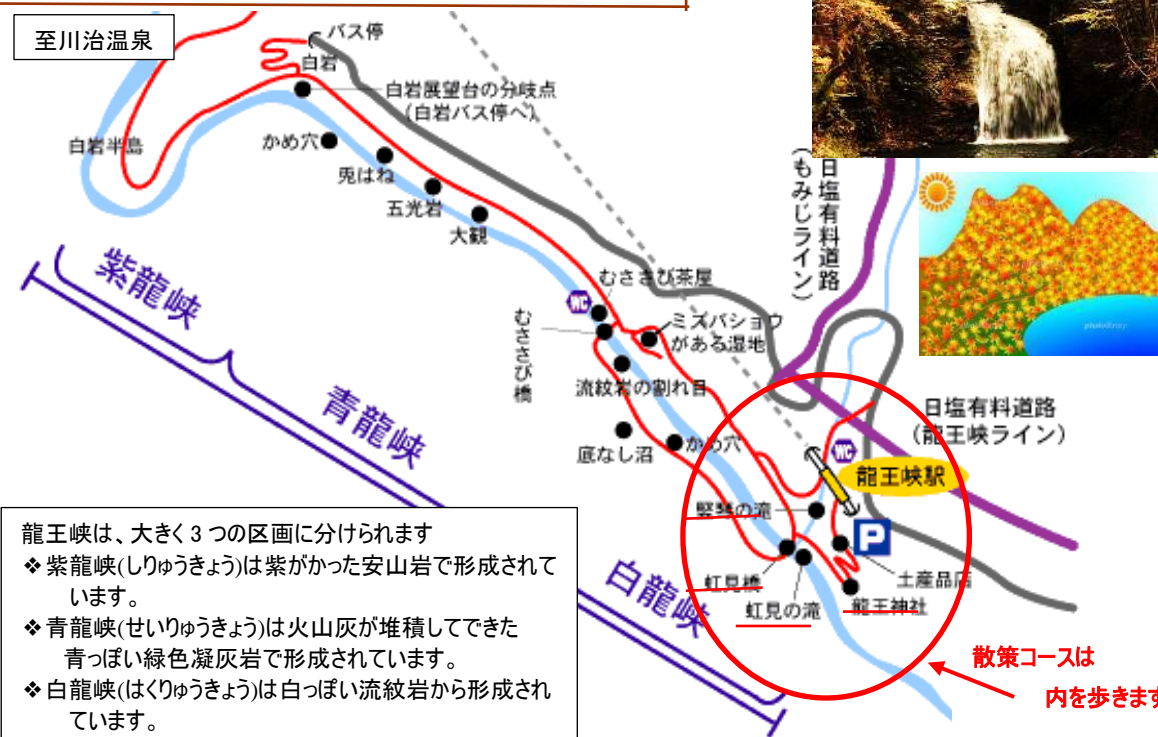 至川治温泉
バス停
白岩
白岩展望台の分岐点
(白岩バス停へ)
白岩半島
かめ穴
兎はね
五光岩
大観
日塩有料道路
(もみじライン)
紫龍峡
むささび茶屋
WC
むささび橋
ミズバショウ
がある湿地
流紋岩の割れ目
青龍峡
底なし沼
かめ穴
日塩有料道路
(龍王峡ライン)
WC
龍王峡駅
竪琴の滝
P
土産品店
虹見橋
虹見の滝
龍王神社
白龍峡
散策コースは
内を歩きます
龍王峡は、大きく3つの区画に分けられます
❖紫龍峡(しりゅうきょう)は紫がかった安山岩で形成されて
います。
❖青龍峡(せいりゅうきょう)は火山灰が堆積してできた
青っぽい緑色凝灰岩で形成されています。
❖白龍峡(はくりゅうきょう)は白っぽい流紋岩から形成され
ています。